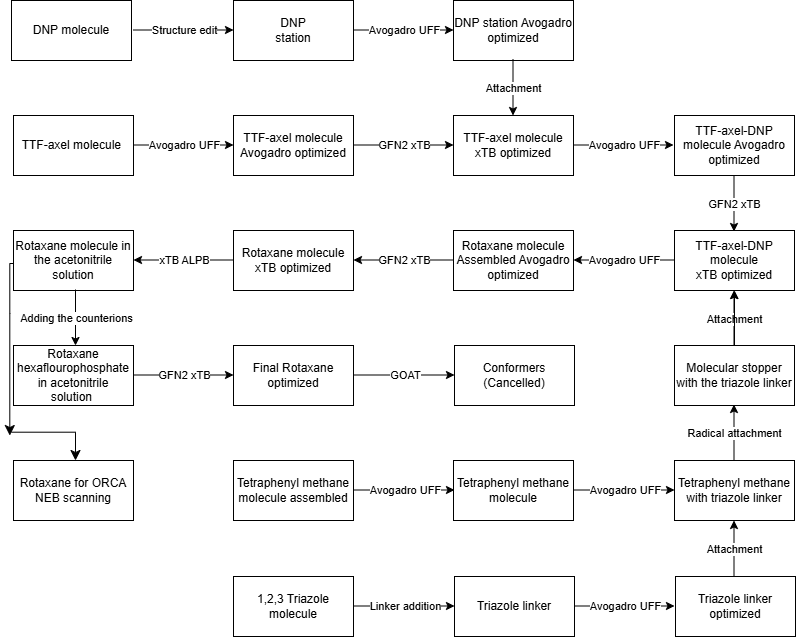 DNP molecule
Structure edit
DNP
station
Avogadro UFF
DNP station Avogadro
optimized
Attachment
TTF-axel molecule
Avogadro UFF
TTF-axel molecule
Avogadro optimized
GFN2 xTB
TTF-axel molecule
xTB optimized
Avogadro UFF
TTF-axel-DNP
molecule Avogadro
optimized
GFN2 xTB
Rotaxane molecule in
the acetonitrile
solution
xTB ALPB
Rotaxane molecule
xTB optimized
GFN2 xTB
Rotaxane molecule
Assembled Avogadro
optimized
Avogadro UFF
TTF-axel-DNP
molecule
xTB optimized
Adding the counterions
Attachment
Rotaxane
hexaflourophosphate
in acetonitrile
solution
GFN2 xTB
Final Rotaxane
optimized
GOAT
Conformers
(Cancelled)
Molecular stopper
with the triazole linker
Radical attachment
Rotaxane for ORCA
NEB scanning
Tetraphenyl methane
molecule assembled
Avogadro UFF
Tetraphenyl methane
molecule
Avogadro UFF
Tetraphenyl methane
with triazole linker
Attachment
1,2,3 Triazole
molecule
Linker addition
Triazole linker
Avogadro UFF
Triazole linker
optimized